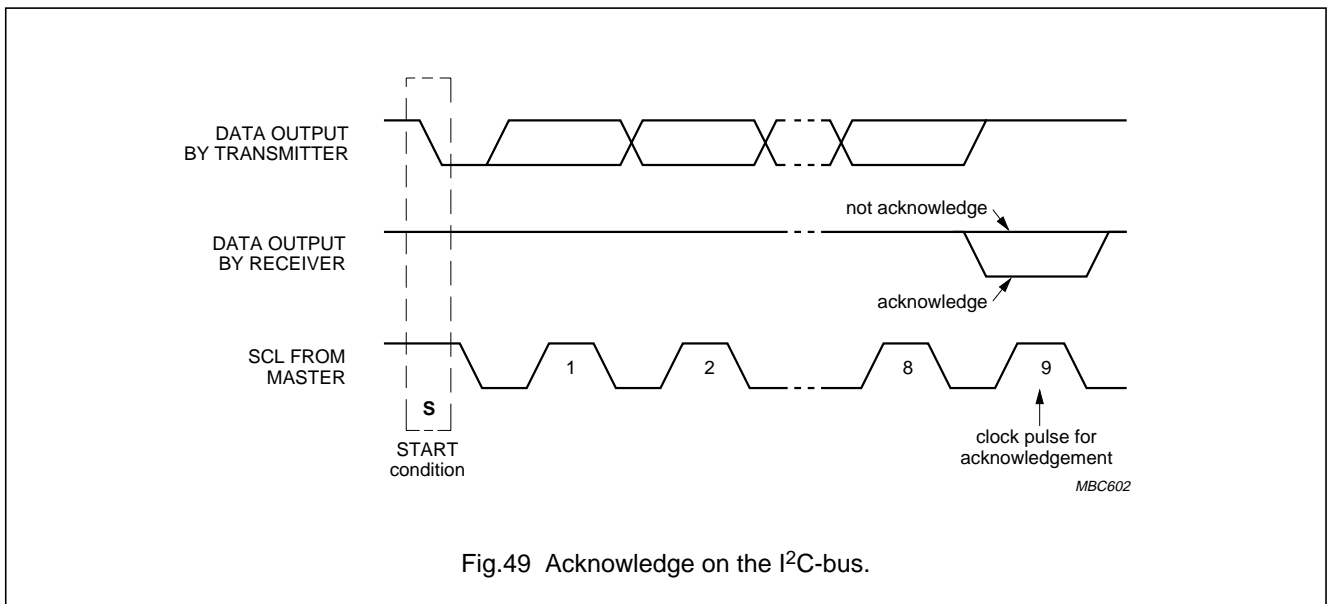 DATA OUTPUT
BY TRANSMITTER
not acknowledge
DATA OUTPUT
BY RECEIVER
acknowledge
SCL FROM
MASTER
1
2
8
9
S
START
condition
clock pulse for
acknowledgement
MBC602
Fig.49 Acknowledge on the I²C-bus.